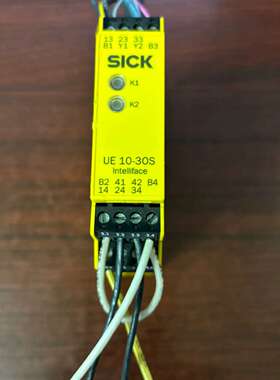 13 23 33
B1 Y1 Y2 B3
SICK
K1
K2
UE 10-30S
Intelliface
B2 41 42 B4
14 24 34